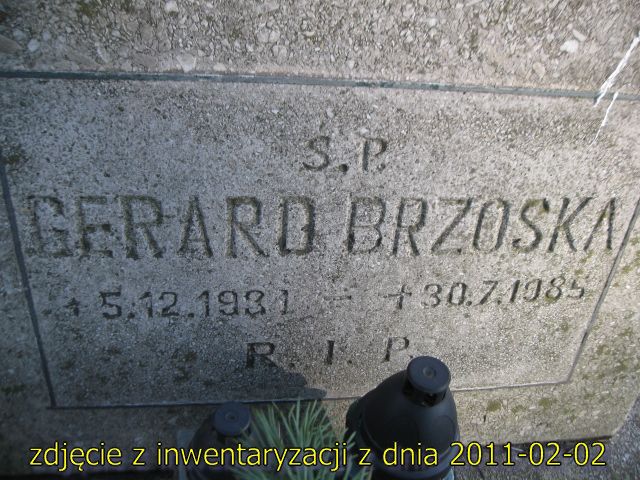 Ś.P.
GERARD BRZOSKA
* 5.12.1931 - + 30.7.1985
R. I. P.
zdjęcie z inwentaryzacji z dnia 2011-02-02